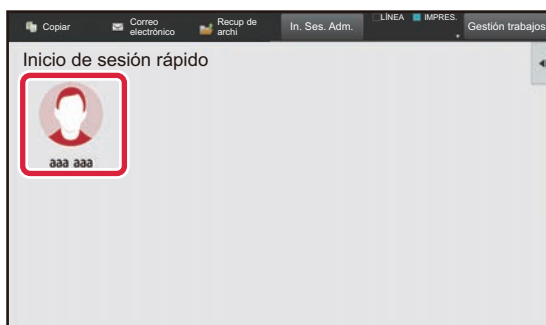 Copiar
Correo
electrónico
Recup de
archi
In. Ses. Adm.
LÍNEA
IMPRES.
Gestión trabajos
Inicio de sesión rápido
aaa aaa